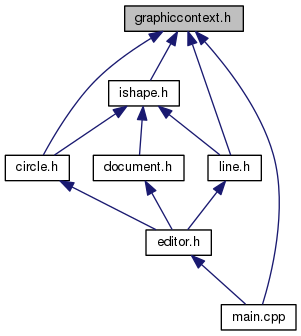 graphiccontext.h
ishape.h
circle.h
document.h
line.h
editor.h
main.cpp